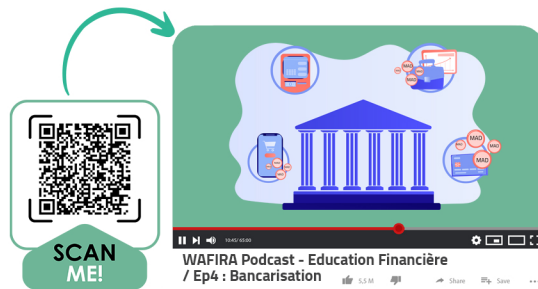 SCAN
ME!
MAD
MAD
MAD
MAD
MAD
10:45/ 60:00
WAFIRA Podcast - Education Financière
/ Ep4 : Bancarisation
5,5 M
Share
Save